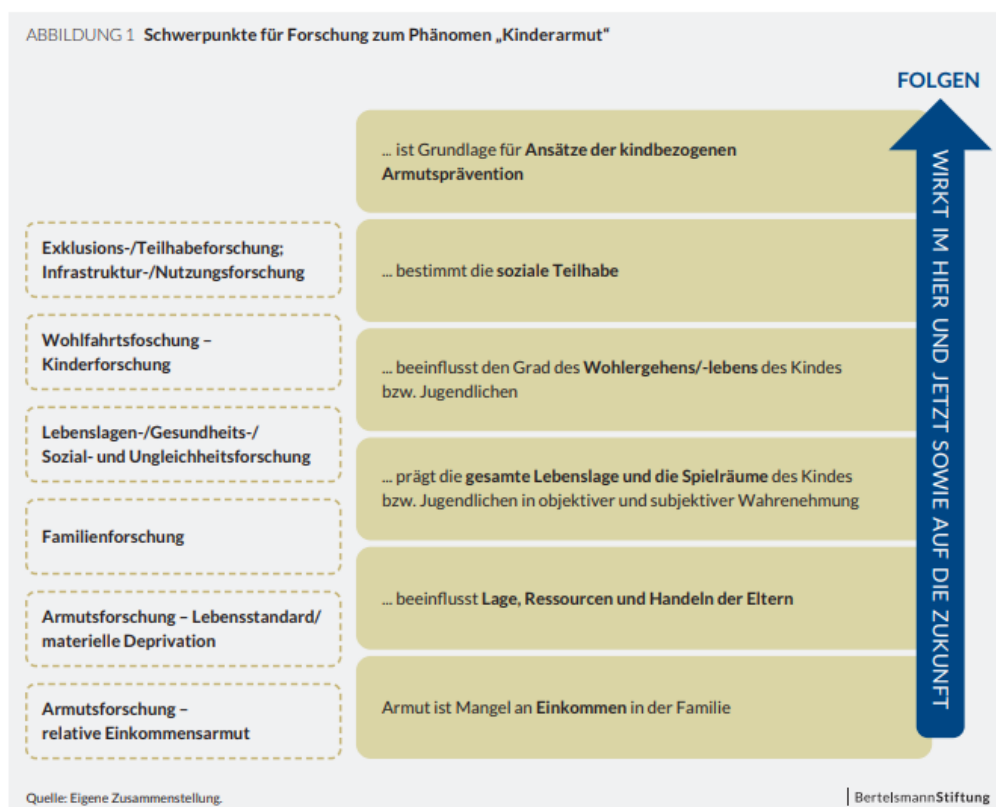 ABBILDUNG 1 Schwerpunkte für Forschung zum Phänomen „Kinderarmut“
FOLGEN
... ist Grundlage für Ansätze der kindbezogenen
Armutsprävention
Exklusions-/Teilhabeforschung;
Infrastruktur-/Nutzungsforschung
... bestimmt die soziale Teilhabe
Wohlfahrtsfoschung –
Kinderforschung
... beeinflusst den Grad des Wohlergehens/-lebens des Kindes
bzw. Jugendlichen
Lebenslagen-/Gesundheits-/
Sozial- und Ungleichheitsforschung
... prägt die gesamte Lebenslage und die Spielräume des Kindes
bzw. Jugendlichen in objektiver und subjektiver Wahrenehmung
Familienforschung
... beeinflusst Lage, Ressourcen und Handeln der Eltern
Armutsforschung – Lebensstandard/
materielle Deprivation
Armutsforschung –
relative Einkommensarmut
Armut ist Mangel an Einkommen in der Familie
WIRKT IM HIER UND JETZT SOWIE AUF DIE ZUKUNFT
Quelle: Eigene Zusammenstellung.
BertelsmannStiftung